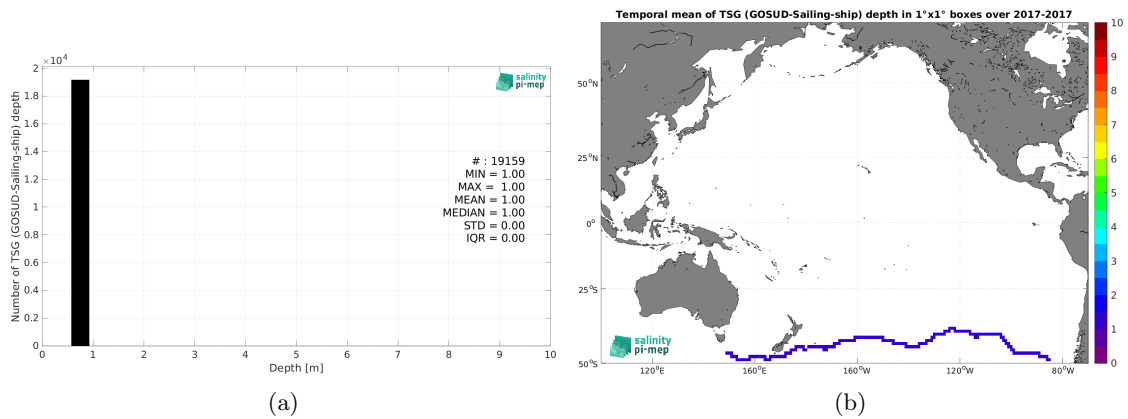 ×10⁴
2
1.8
1.6
1.4
1.2
1
0.8
0.6
0.4
0.2
0
Number of TSG (GOSUD-Sailing-ship) depth
salinity
pi-mep
# : 19159
MIN = 1.00
MAX = 1.00
MEAN = 1.00
MEDIAN = 1.00
STD = 0.00
IQR = 0.00
0 1 2 3 4 5 6 7 8 9 10
Depth [m]
(a)
Temporal mean of TSG (GOSUD-Sailing-ship) depth in 1°x1° boxes over 2017-2017
50°N
25°N
0°
25°S
50°S
salinity
pi-mep
120°E 160°E 160°W 120°W 80°W
10
9
8
7
6
5
4
3
2
1
0
(b)